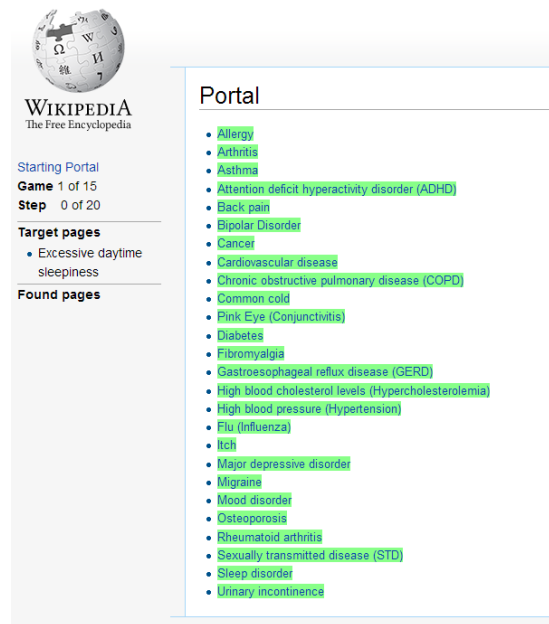 Ω W И 維 7
WIKIPEDIA
The Free Encyclopedia
Starting Portal
Game 1 of 15
Step 0 of 20
Target pages
Excessive daytime
sleepiness
Found pages
Portal
Allergy
Arthritis
Asthma
Attention deficit hyperactivity disorder (ADHD)
Back pain
Bipolar Disorder
Cancer
Cardiovascular disease
Chronic obstructive pulmonary disease (COPD)
Common cold
Pink Eye (Conjunctivitis)
Diabetes
Fibromyalgia
Gastroesophageal reflux disease (GERD)
High blood cholesterol levels (Hypercholesterolemia)
High blood pressure (Hypertension)
Flu (Influenza)
Itch
Major depressive disorder
Migraine
Mood disorder
Osteoporosis
Rheumatoid arthritis
Sexually transmitted disease (STD)
Sleep disorder
Urinary incontinence